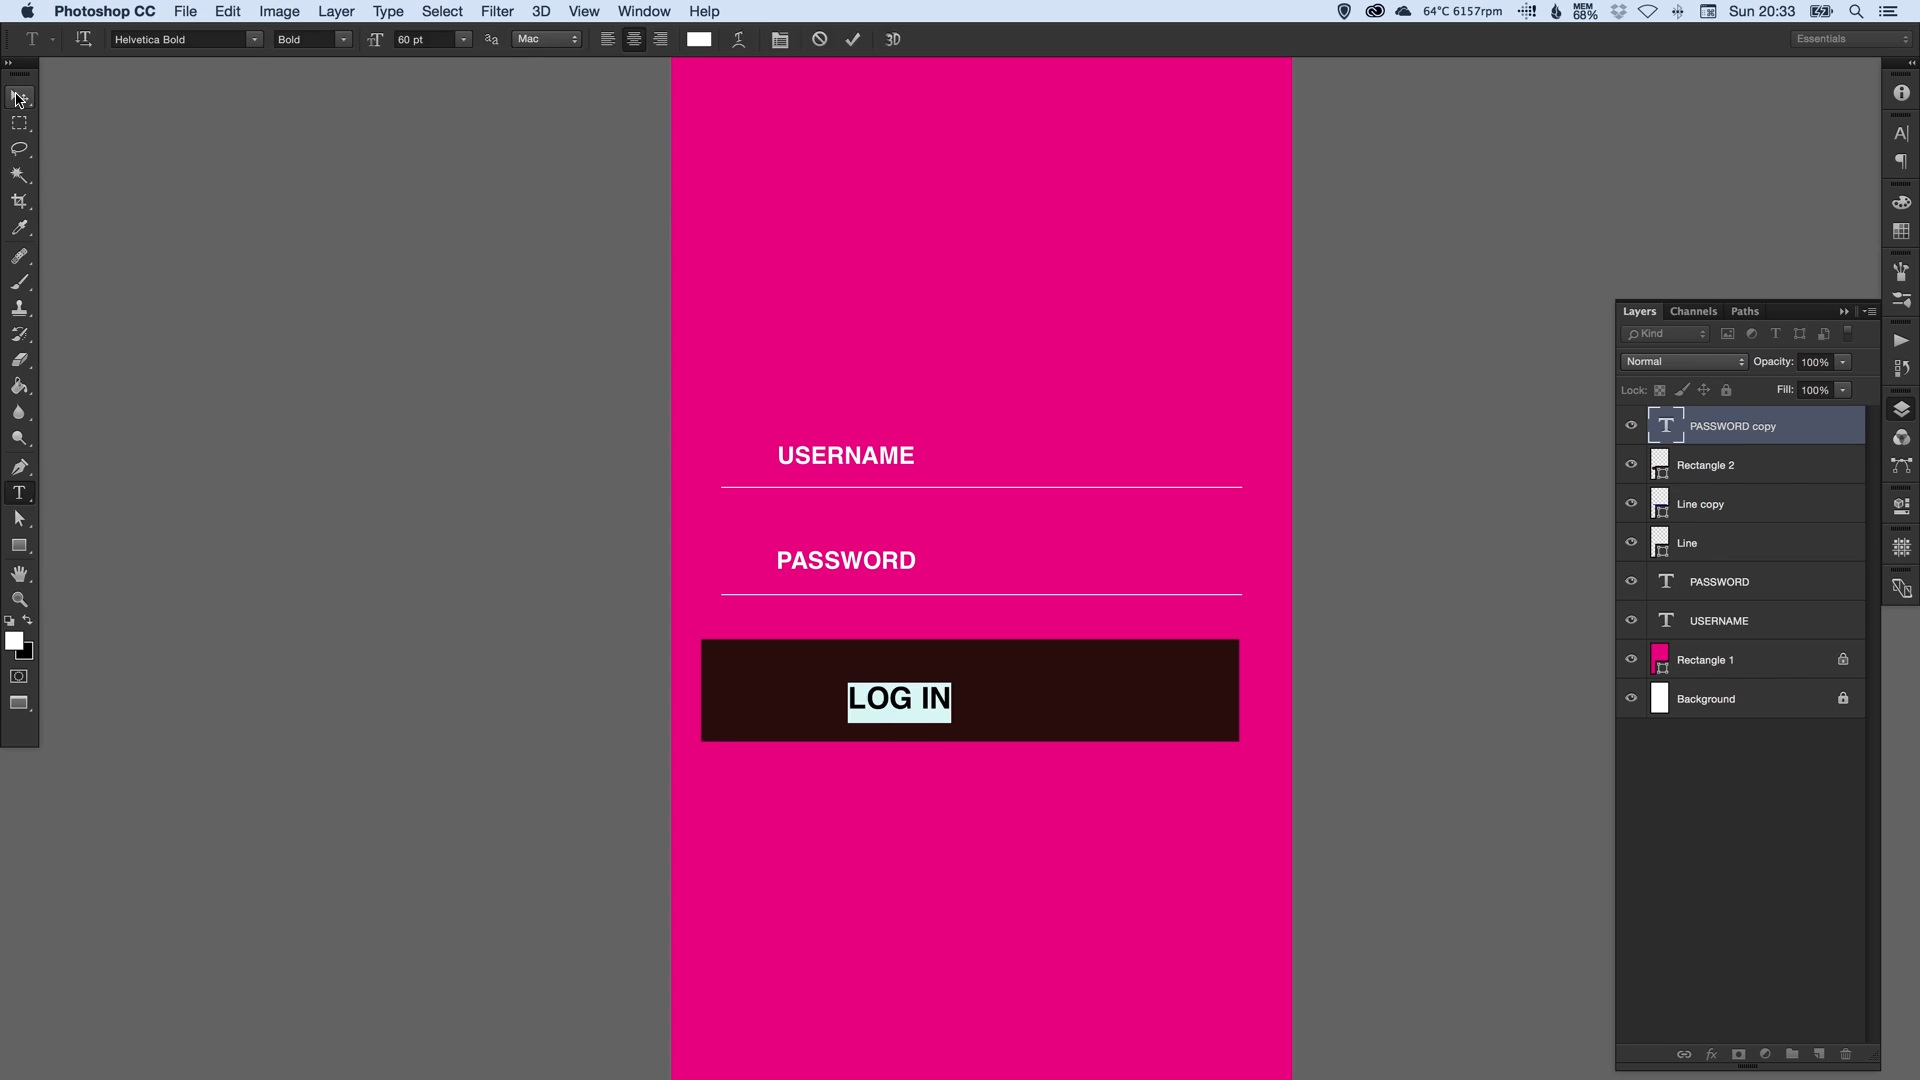 Photoshop CC File Edit Image Layer Type Select Filter 3D View Window Help 64°C 6157rpm MEM 68% Sun 20:33
Helvetica Bold Bold 60 pt Mac 3D Essentials
USERNAME
PASSWORD
LOG IN
Layers Channels Paths
Kind
Normal Opacity: 100%
Lock: Fill: 100%
PASSWORD copy
Rectangle 2
Line copy
Line
PASSWORD
USERNAME
Rectangle 1
Background